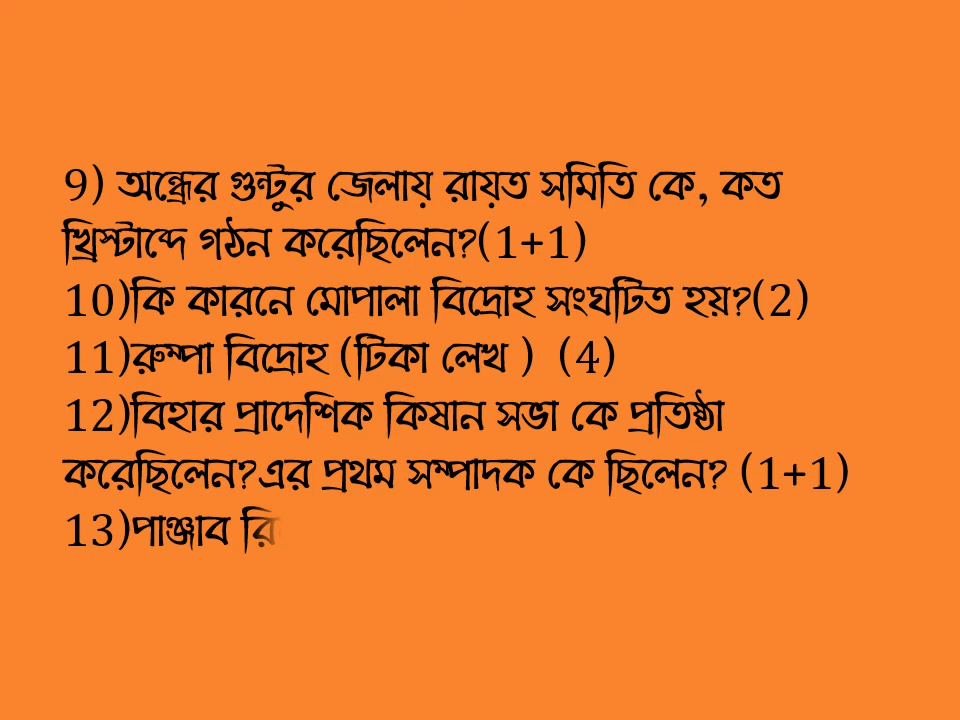 9) অন্ধ্রের গুন্টুর জেলায় রায়ত সমিতি কে, কত
খ্রিস্টাব্দে গঠন করেছিলেন?(1+1)
10)কি কারনে মোপালা বিদ্রোহ সংঘটিত হয়?(2)
11)রুম্পা বিদ্রোহ (টিকা লেখ ) (4)
12)বিহার প্রাদেশিক কিষান সভা কে প্রতিষ্ঠা
করেছিলেন?এর প্রথম সম্পাদক কে ছিলেন? (1+1)
13)পাঞ্জাব